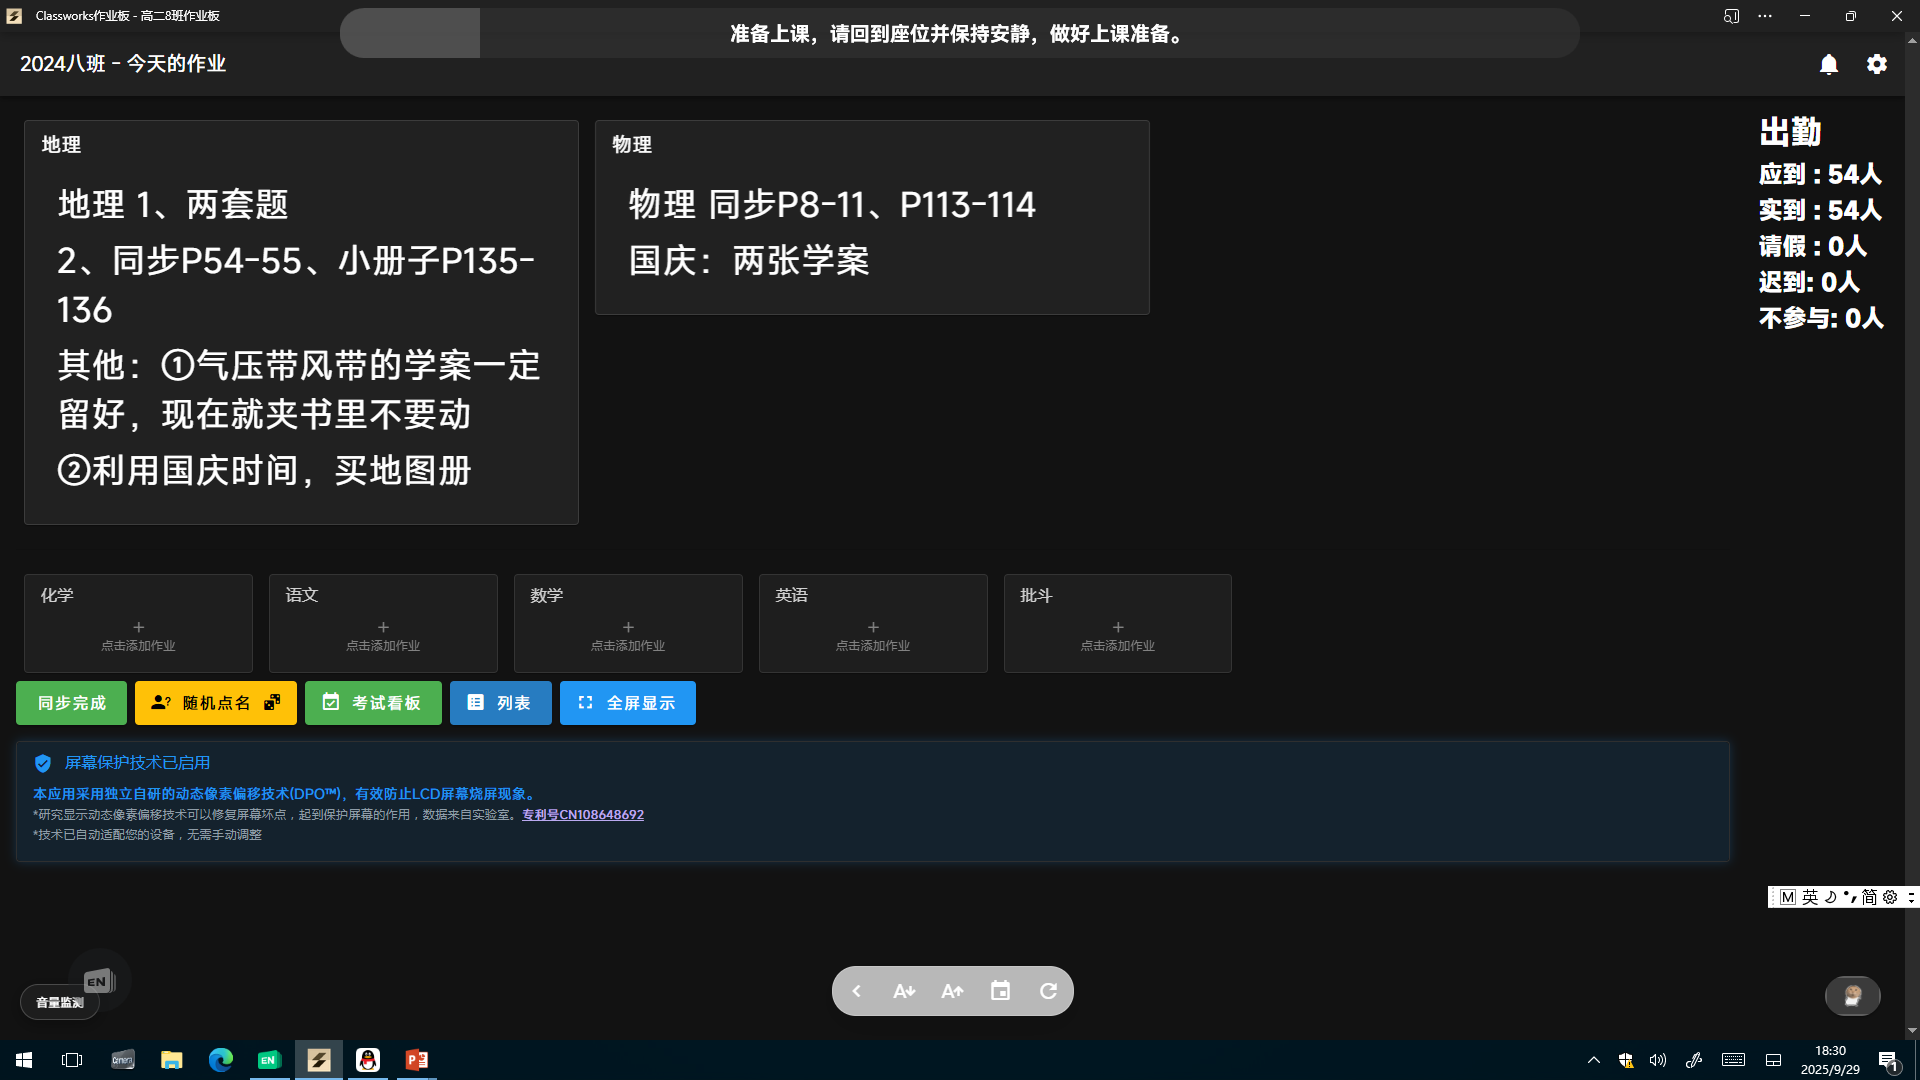 Classworks作业板 - 高二8班作业板
准备上课，请回到座位并保持安静，做好上课准备。
2024八班 - 今天的作业
地理
地理 1、两套题
2、同步P54-55、小册子P135-
136
其他：①气压带风带的学案一定
留好，现在就夹书里不要动
②利用国庆时间，买地图册
物理
物理 同步P8-11、P113-114
国庆：两张学案
出勤
应到 : 54人
实到 : 54人
请假 : 0人
迟到: 0人
不参与: 0人
化学
点击添加作业
语文
点击添加作业
数学
点击添加作业
英语
点击添加作业
批斗
点击添加作业
同步完成
随机点名
考试看板
列表
全屏显示
屏幕保护技术已启用
本应用采用独立自研的动态像素偏移技术(DPO™)，有效防止LCD屏幕烧屏现象。
*研究显示动态像素偏移技术可以修复屏幕坏点，起到保护屏幕的作用，数据来自实验室。专利号CN108648692
*技术已自动适配您的设备，无需手动调整
M 英 简
EN
音量监测
A A
EN
P
18:30
2025/9/29
1